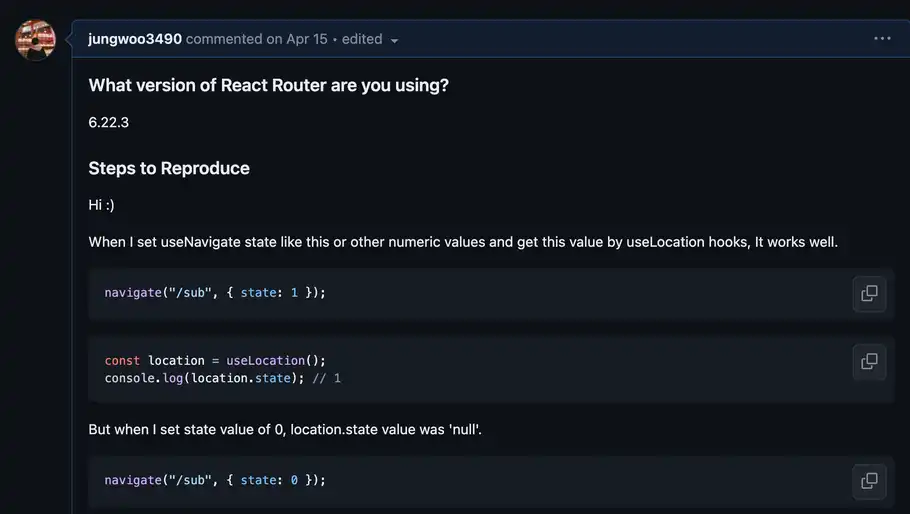 jungwoo3490 commented on Apr 15 • edited
What version of React Router are you using?
6.22.3
Steps to Reproduce
Hi :)
When I set useNavigate state like this or other numeric values and get this value by useLocation hooks, It works well.
navigate("/sub", { state: 1 });
const location = useLocation();
console.log(location.state); // 1
But when I set state value of 0, location.state value was 'null'.
navigate("/sub", { state: 0 });